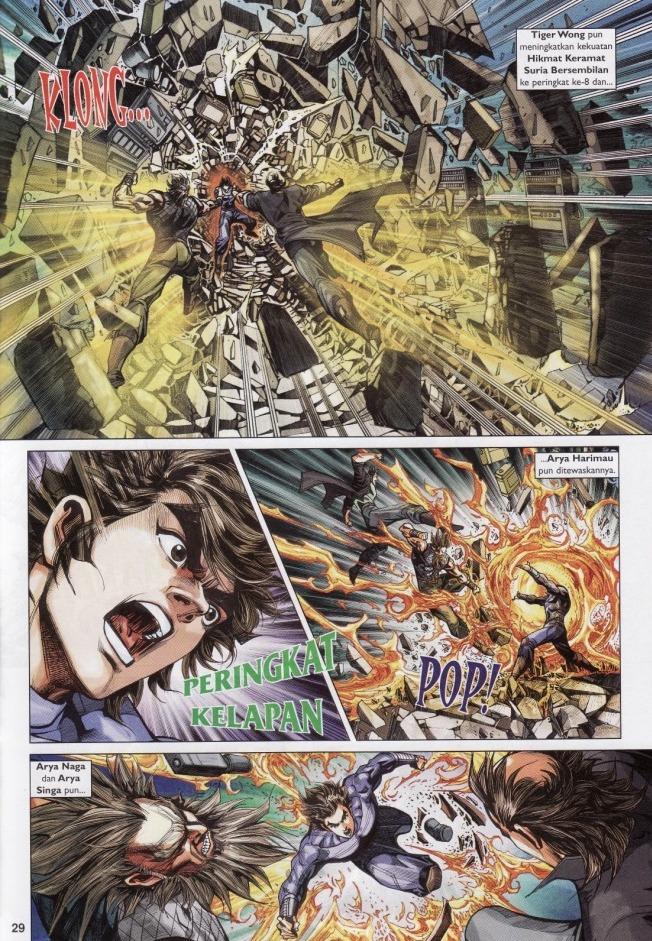 Tiger Wong pun
meningkatkan kekuatan
Hikmat Keramat
Suria Bersembilan
ke peringkat ke-8 dan...
KLONG...
...Arya Harimau
pun ditewaskannya.
PERINGKAT
KELAPAN
POP!
Arya Naga
dan Arya
Singa pun...
29